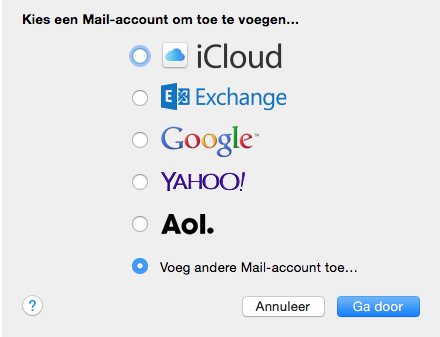 Kies een Mail-account om toe te voegen...
iCloud
E Exchange
Google™
YAHOO!
Aol.
Voeg andere Mail-account toe...
? Annuleer Ga door